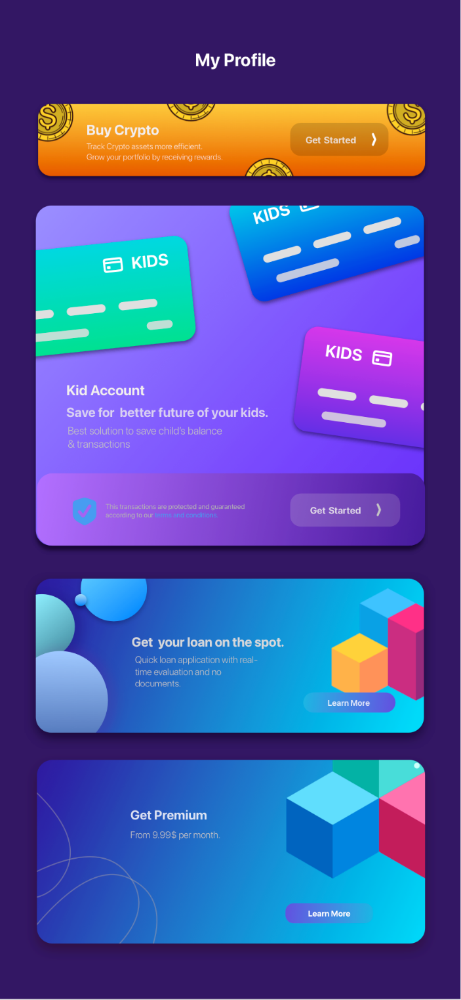 My Profile
Buy Crypto
Track Crypto assets more efficient.
Grow your portfolio by receiving rewards.
Get Started
KIDS
KIDS
KIDS
Kid Account
Save for better future of your kids.
Best solution to save child's balance
& transactions
This transactions are protected and guaranteed
according to our terms and conditions.
Get Started
Get your loan on the spot.
Quick loan application with real-
time evaluation and no
documents.
Learn More
Get Premium
From 9.99$ per month.
Learn More